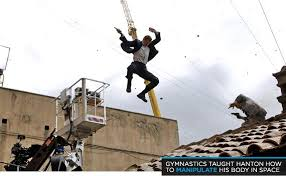 GYMNASTICS TAUGHT HANTON HOW
TO MANIPULATE HIS BODY IN SPACE